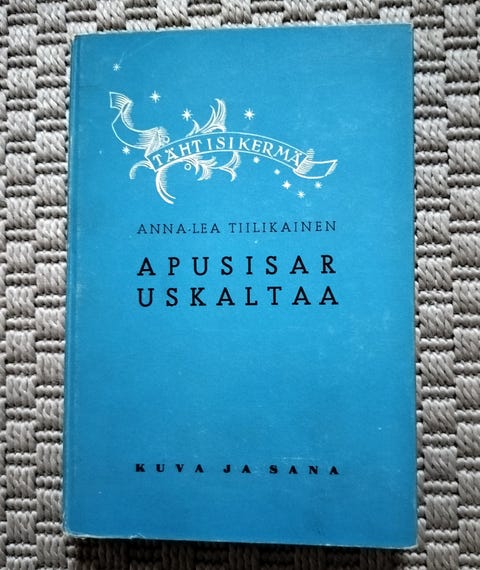 TÄHTISIKERMÄ
ANNA-LEA TIILIKAINEN
APUSISAR
USKALTAA
KUVA JA SANA